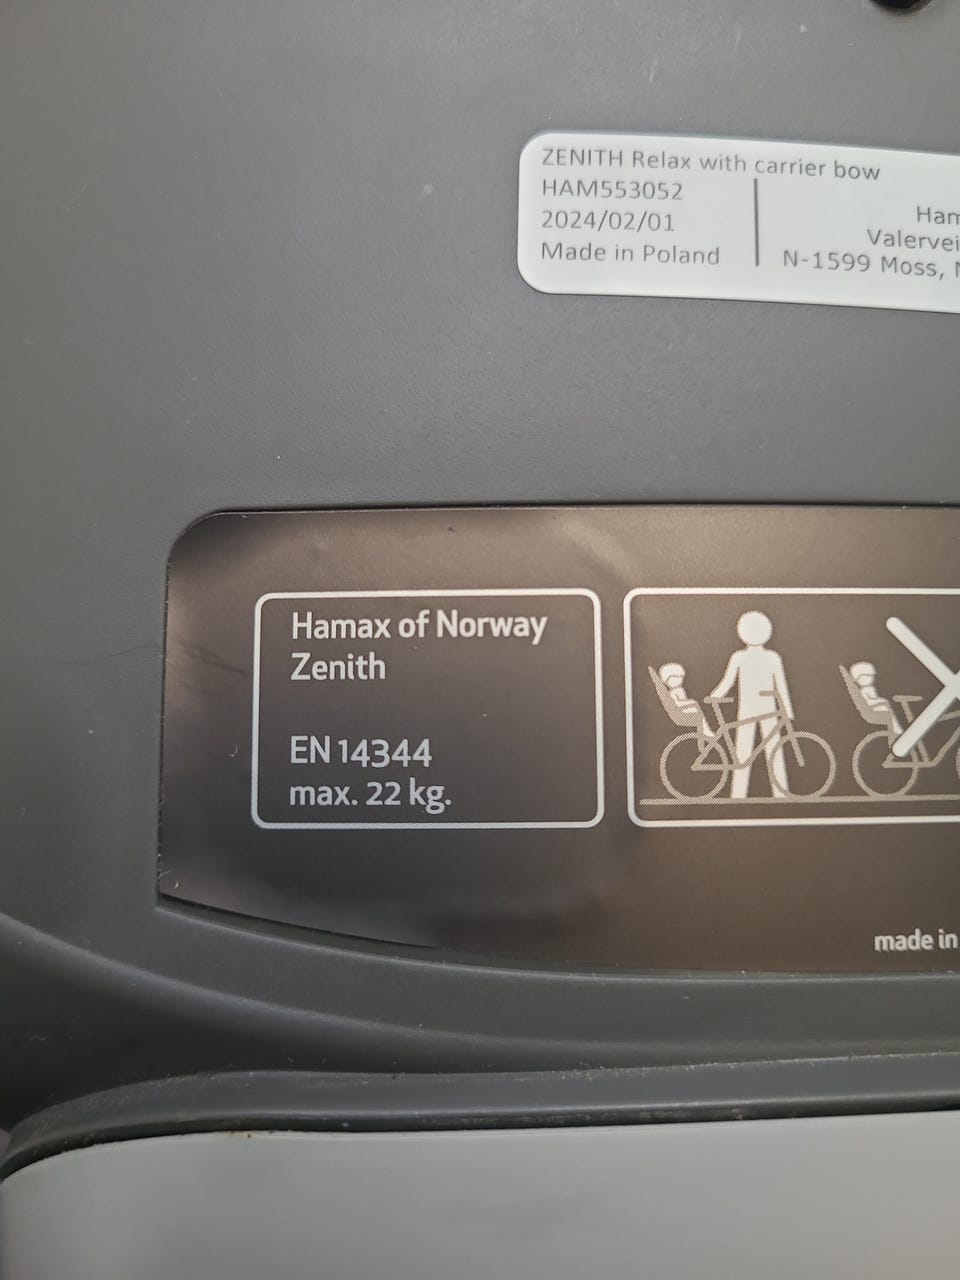 ZENITH Relax with carrier bow
HAM553052
2024/02/01
Made in Poland
Ham
Valervei
N-1599 Moss,
Hamax of Norway
Zenith
EN 14344
max. 22 kg.
made in